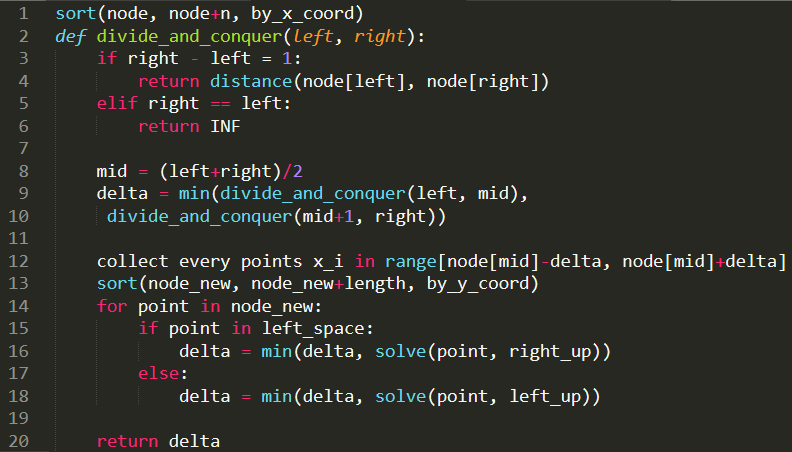 1 sort(node, node+n, by_x_coord)
2 def divide_and_conquer(left, right):
3     if right - left = 1:
4         return distance(node[left], node[right])
5     elif right == left:
6         return INF
7
8     mid = (left+right)/2
9     delta = min(divide_and_conquer(left, mid),
10      divide_and_conquer(mid+1, right))
11
12     collect every points x_i in range[node[mid]-delta, node[mid]+delta]
13     sort(node_new, node_new+length, by_y_coord)
14     for point in node_new:
15         if point in left_space:
16             delta = min(delta, solve(point, right_up))
17         else:
18             delta = min(delta, solve(point, left_up))
19
20     return delta